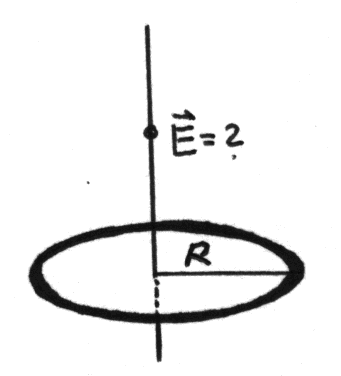 E⃗ = ?
R